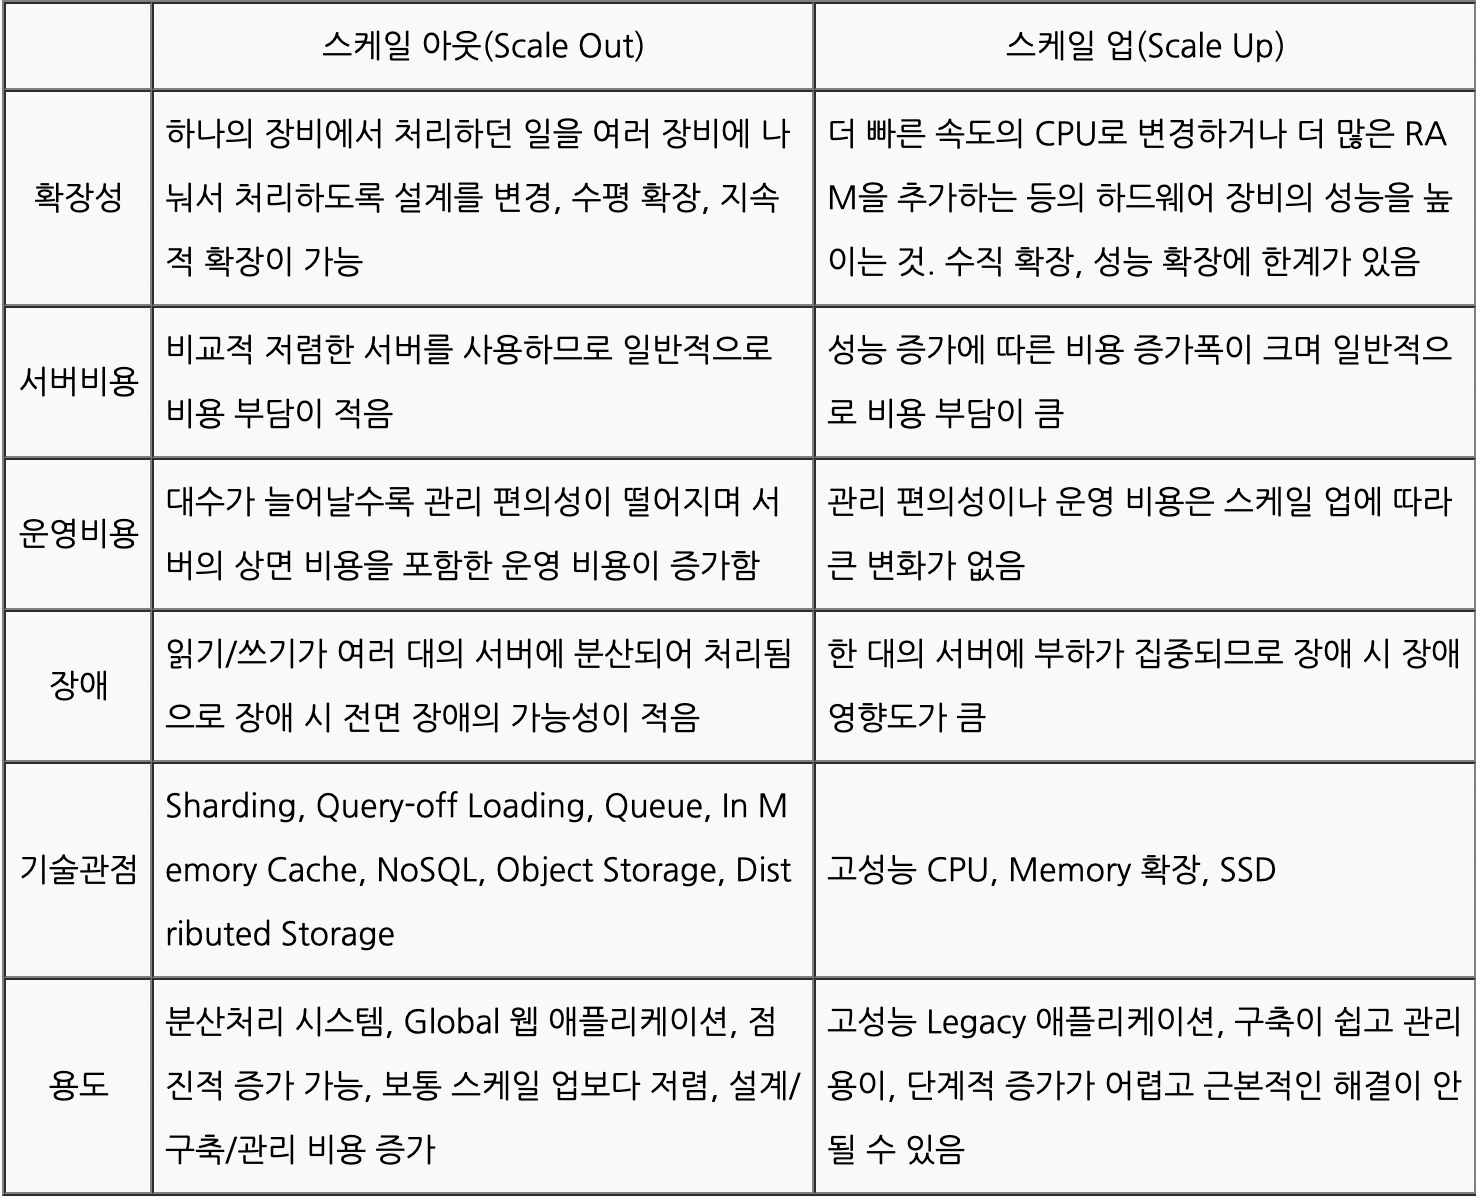 스케일 아웃(Scale Out)
스케일 업(Scale Up)
확장성
하나의 장비에서 처리하던 일을 여러 장비에 나
눠서 처리하도록 설계를 변경, 수평 확장, 지속
적 확장이 가능
더 빠른 속도의 CPU로 변경하거나 더 많은 RA
M을 추가하는 등의 하드웨어 장비의 성능을 높
이는 것. 수직 확장, 성능 확장에 한계가 있음
서버비용
비교적 저렴한 서버를 사용하므로 일반적으로
비용 부담이 적음
성능 증가에 따른 비용 증가폭이 크며 일반적으
로 비용 부담이 큼
운영비용
대수가 늘어날수록 관리 편의성이 떨어지며 서
버의 상면 비용을 포함한 운영 비용이 증가함
관리 편의성이나 운영 비용은 스케일 업에 따라
큰 변화가 없음
장애
읽기/쓰기가 여러 대의 서버에 분산되어 처리됨
으로 장애 시 전면 장애의 가능성이 적음
한 대의 서버에 부하가 집중되므로 장애 시 장애
영향도가 큼
기술관점
Sharding, Query-off Loading, Queue, In M
emory Cache, NoSQL, Object Storage, Dist
ributed Storage
고성능 CPU, Memory 확장, SSD
용도
분산처리 시스템, Global 웹 애플리케이션, 점
진적 증가 가능, 보통 스케일 업보다 저렴, 설계/
구축/관리 비용 증가
고성능 Legacy 애플리케이션, 구축이 쉽고 관리
용이, 단계적 증가가 어렵고 근본적인 해결이 안
될 수 있음